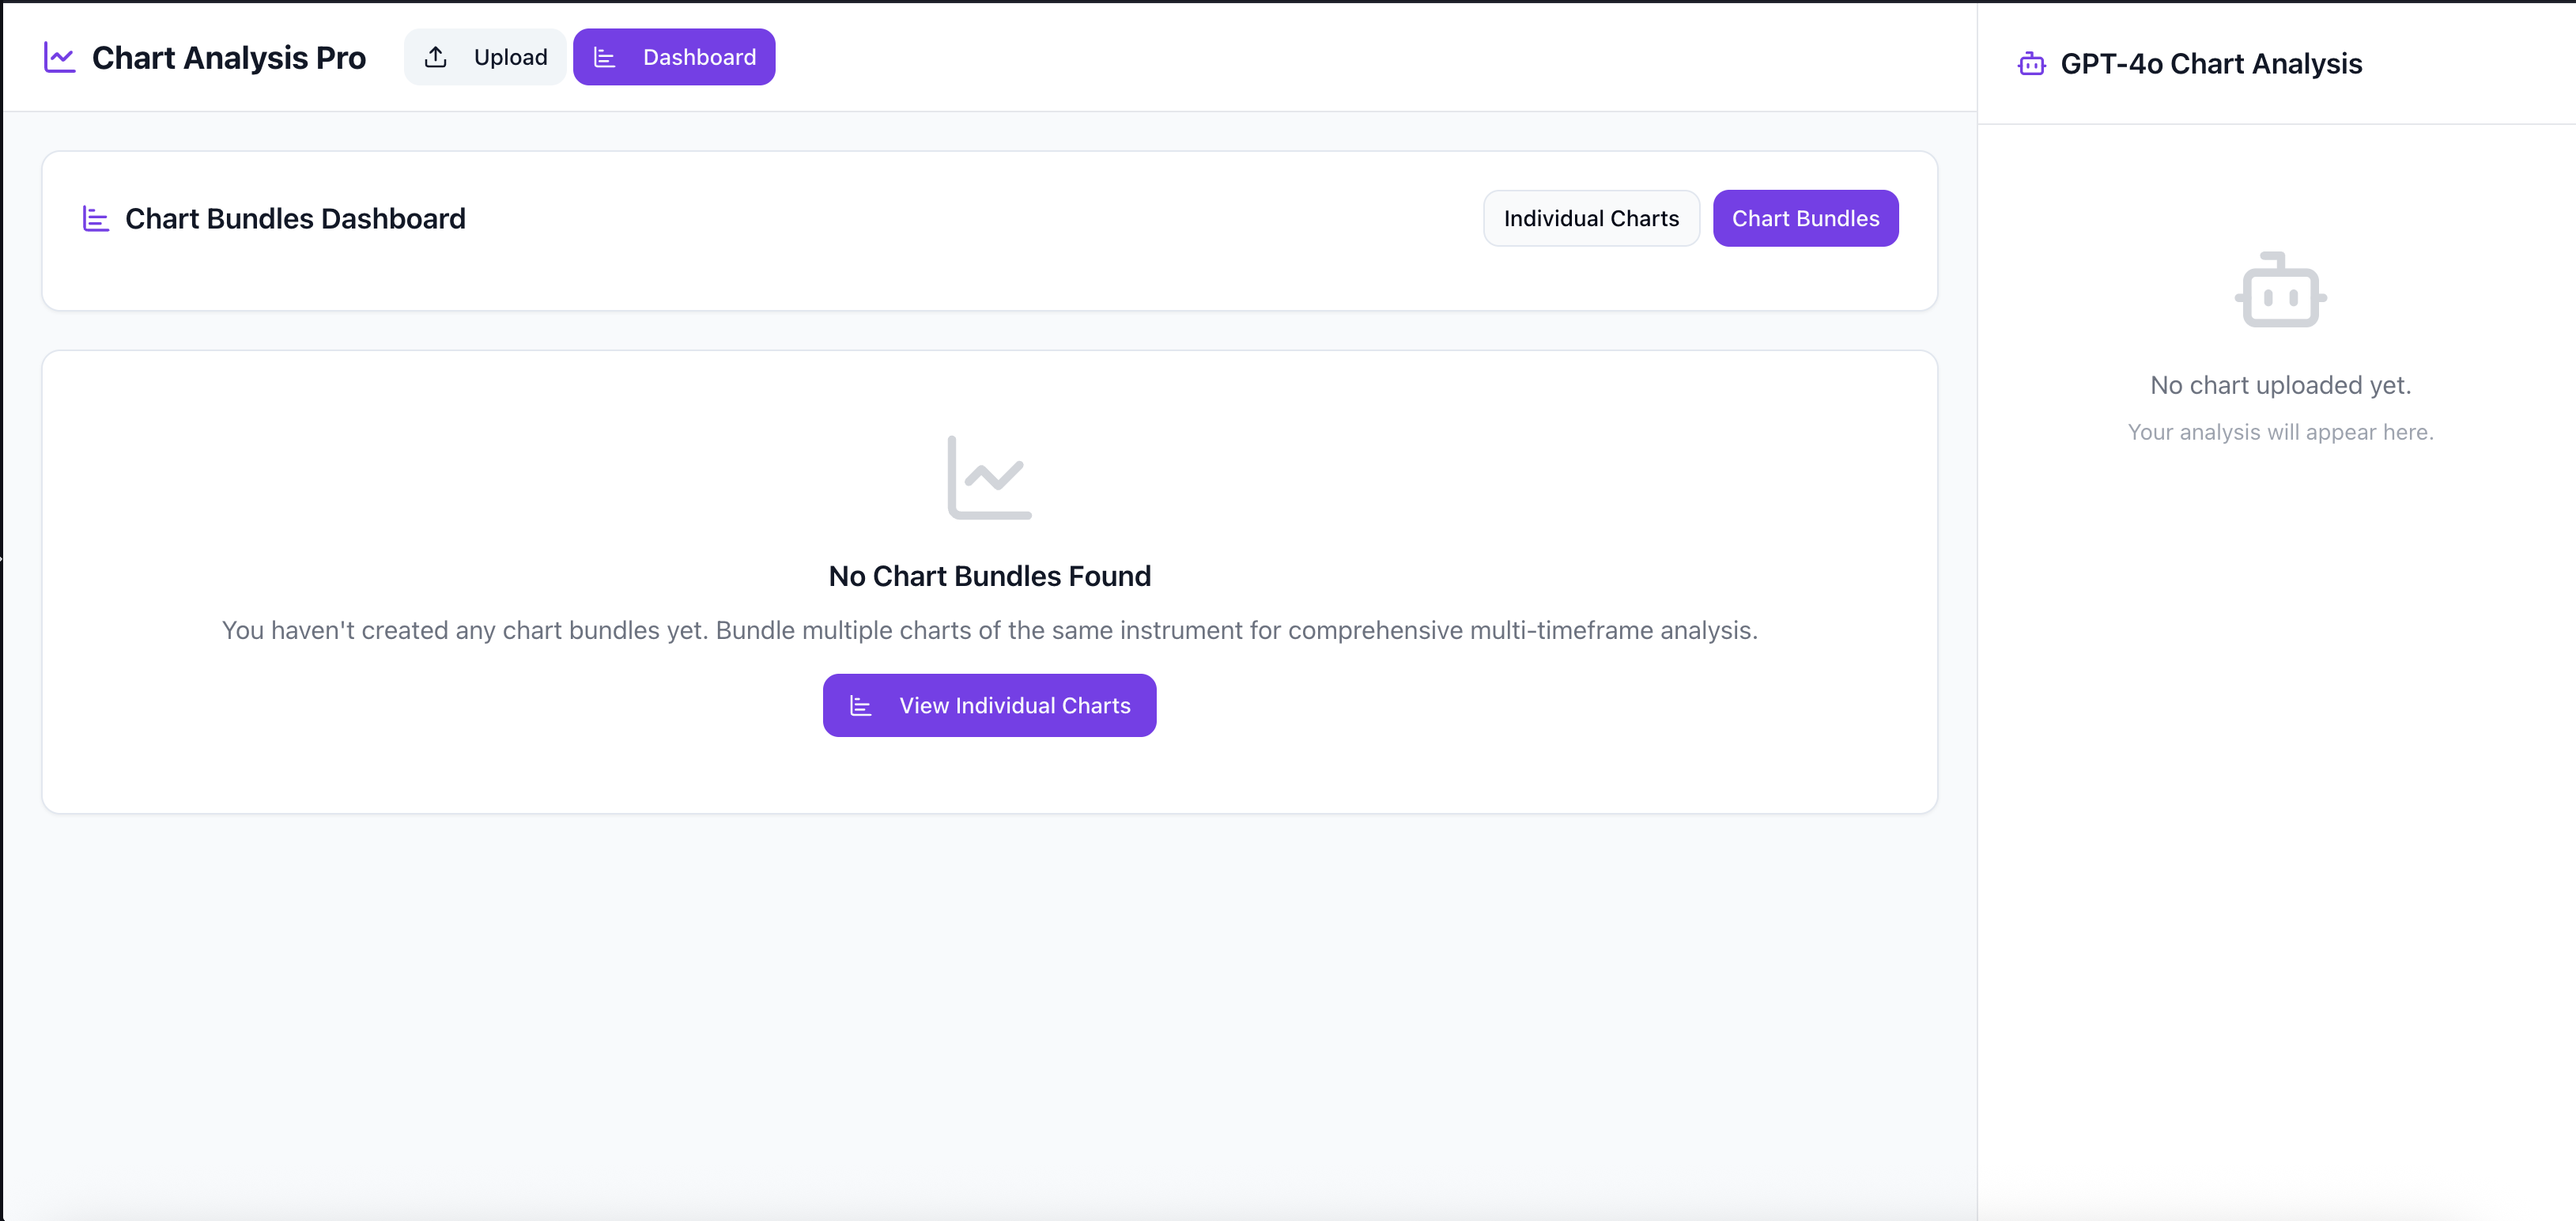 Chart Analysis Pro
Upload
Dashboard
GPT-4o Chart Analysis
Chart Bundles Dashboard
Individual Charts
Chart Bundles
No chart uploaded yet.
Your analysis will appear here.
No Chart Bundles Found
You haven't created any chart bundles yet. Bundle multiple charts of the same instrument for comprehensive multi-timeframe analysis.
View Individual Charts